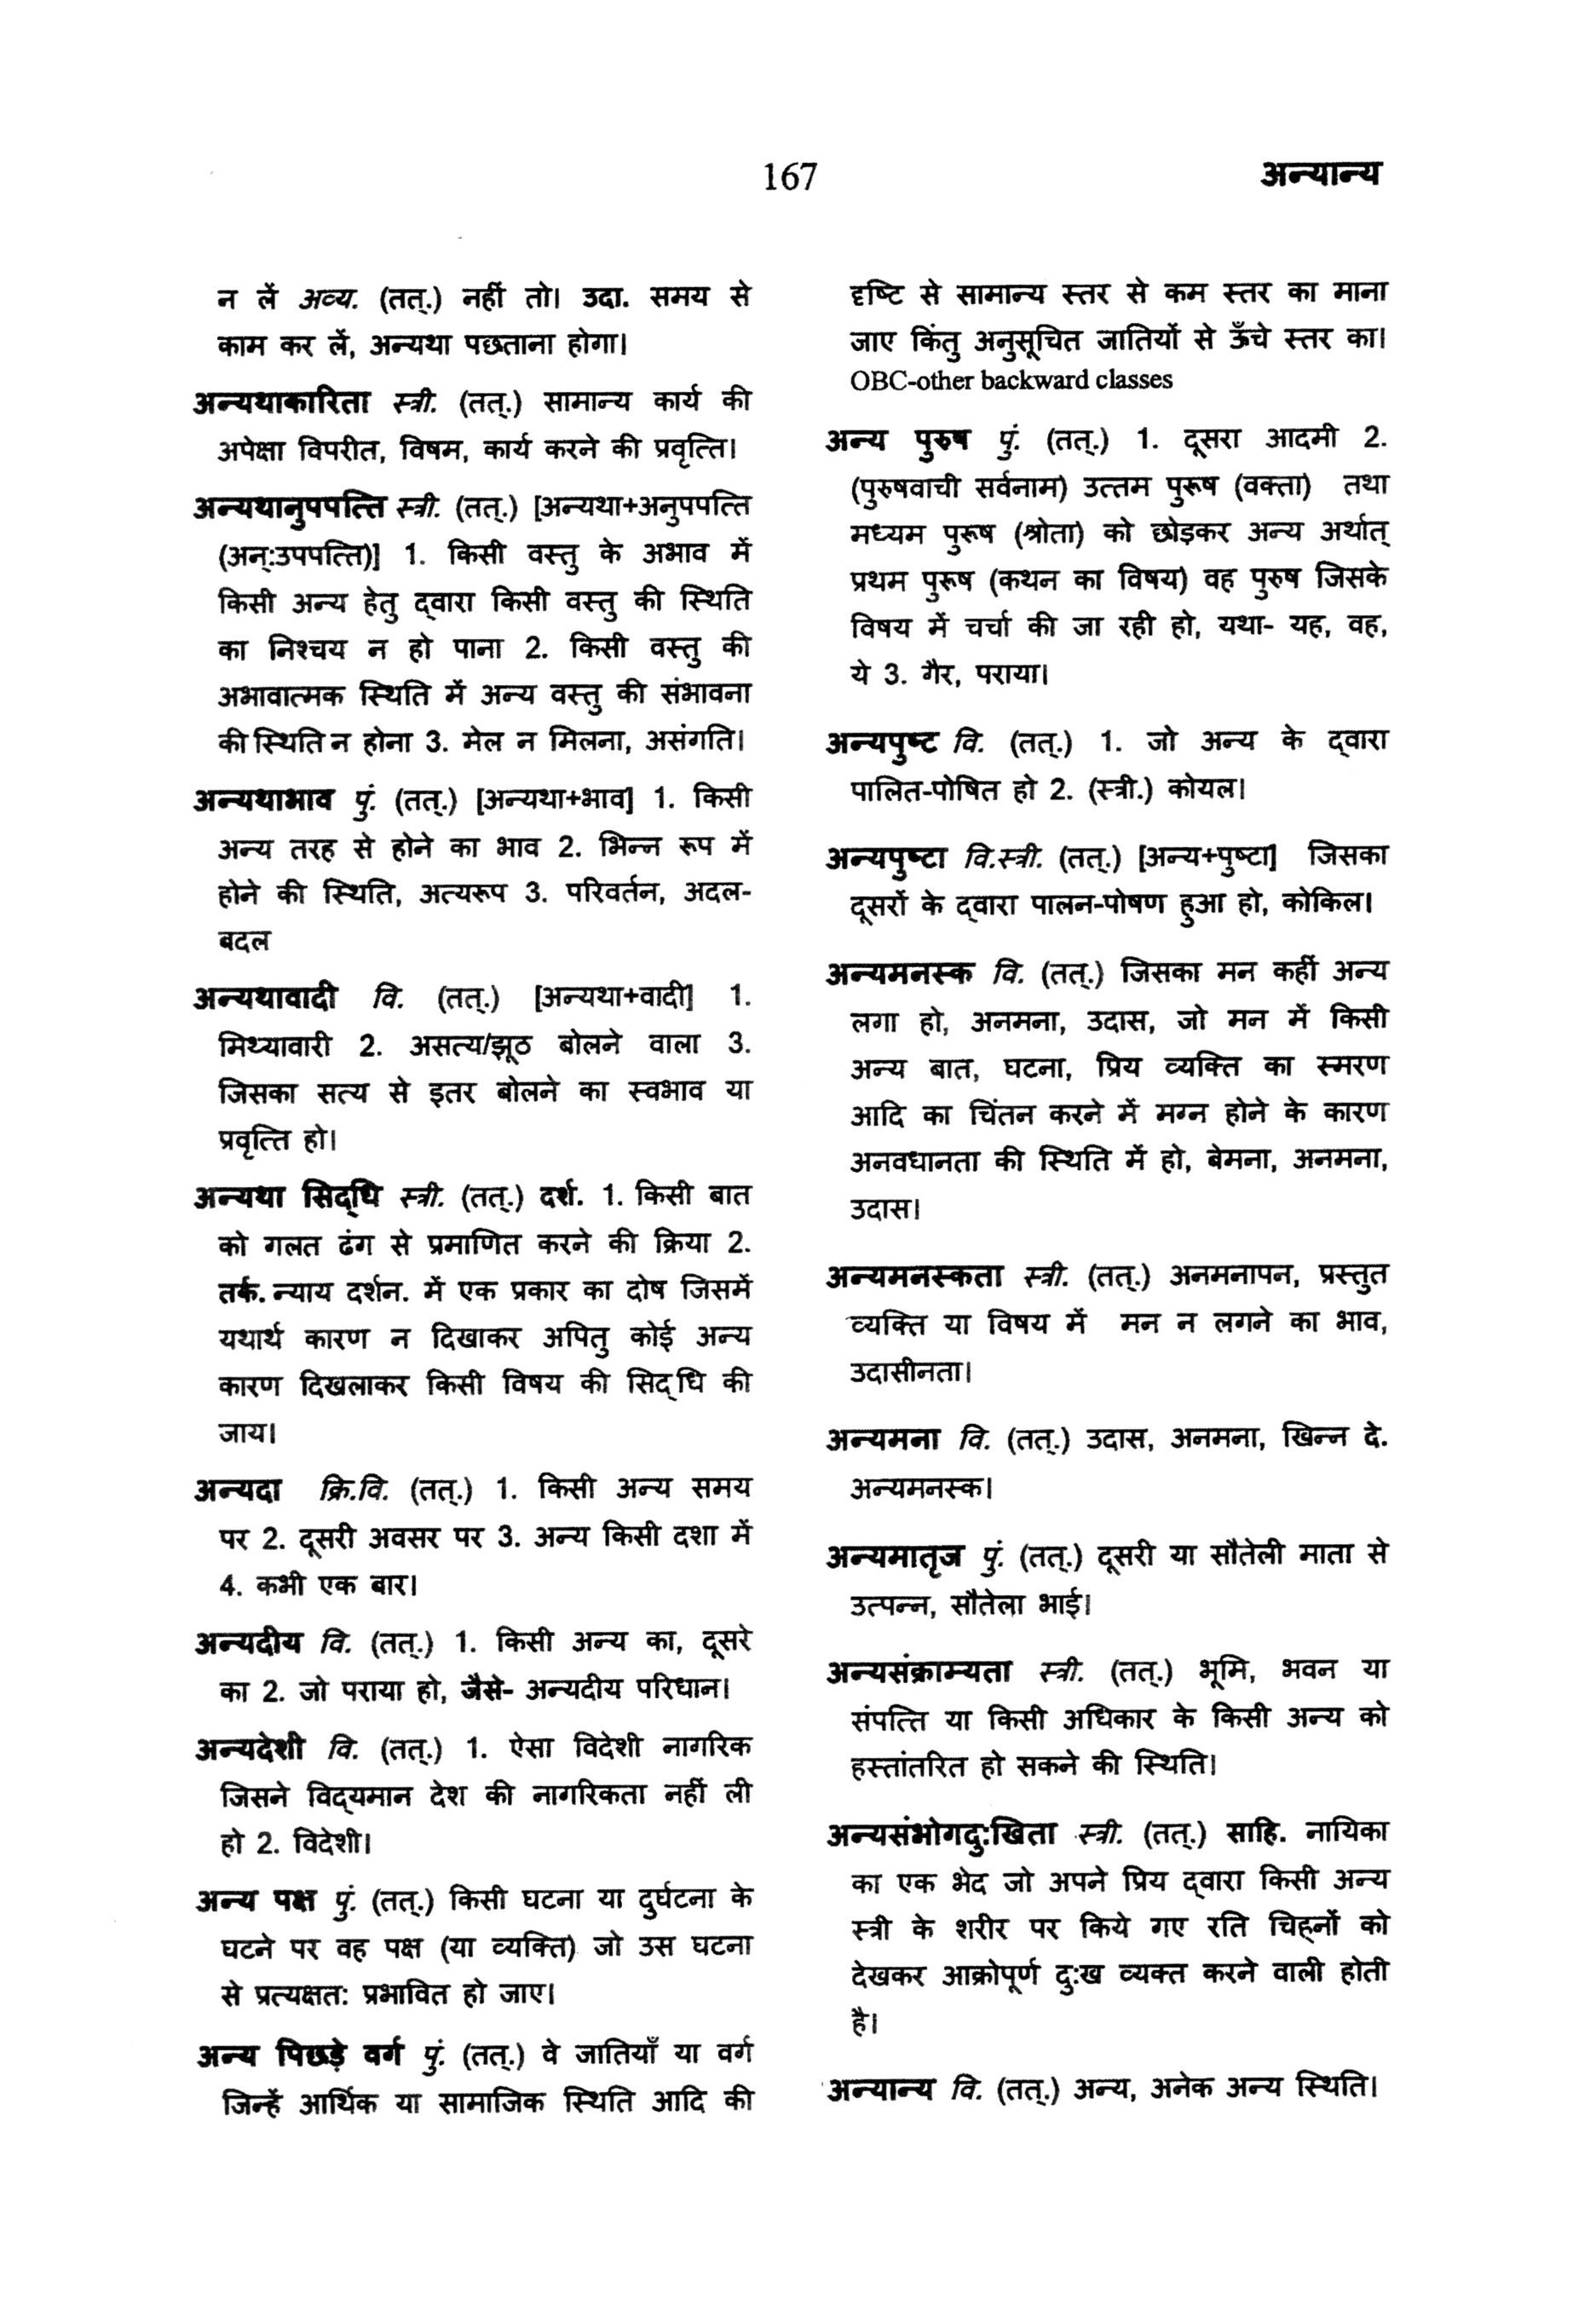 167
अन्यान्य
न लें अव्य. (तत्.) नहीं तो। उदा. समय से
काम कर लें, अन्यथा पछताना होगा।
अन्यथाकारिता स्त्री. (तत्.) सामान्य कार्य की
अपेक्षा विपरीत, विषम, कार्य करने की प्रवृत्ति।
अन्यथानुपपत्ति स्त्री. (तत्.) [अन्यथा+अनुपपत्ति
(अन्:उपपत्ति)] 1. किसी वस्तु के अभाव में
किसी अन्य हेतु द्वारा किसी वस्तु की स्थिति
का निश्चय न हो पाना 2. किसी वस्तु की
अभावात्मक स्थिति में अन्य वस्तु की संभावना
की स्थिति न होना 3. मेल न मिलना, असंगति।
अन्यथाभाव पुं. (तत्.) [अन्यथा+भाव] 1. किसी
अन्य तरह से होने का भाव 2. भिन्न रूप में
होने की स्थिति, अत्यरूप 3. परिवर्तन, अदल-
बदल
अन्यथावादी वि. (तत्.) [अन्यथा+वादी] 1.
मिथ्यावारी 2. असत्य/झूठ बोलने वाला 3.
जिसका सत्य से इतर बोलने का स्वभाव या
प्रवृत्ति हो।
अन्यथा सिद्धि स्त्री. (तत्.) दर्श. 1. किसी बात
को गलत ढंग से प्रमाणित करने की क्रिया 2.
तर्क. न्याय दर्शन. में एक प्रकार का दोष जिसमें
यथार्थ कारण न दिखाकर अपितु कोई अन्य
कारण दिखलाकर किसी विषय की सिद्धि की
जाय।
अन्यदा क्रि.वि. (तत्.) 1. किसी अन्य समय
पर 2. दूसरी अवसर पर 3. अन्य किसी दशा में
4. कभी एक बार।
अन्यदीय वि. (तत्.) 1. किसी अन्य का, दूसरे
का 2. जो पराया हो, जैसे- अन्यदीय परिधान।
अन्यदेशी वि. (तत्.) 1. ऐसा विदेशी नागरिक
जिसने विद्यमान देश की नागरिकता नहीं ली
हो 2. विदेशी।
अन्य पक्ष पुं. (तत्.) किसी घटना या दुर्घटना के
घटने पर वह पक्ष (या व्यक्ति) जो उस घटना
से प्रत्यक्षत: प्रभावित हो जाए।
अन्य पिछड़े वर्ग पुं. (तत्.) वे जातियाँ या वर्ग
जिन्हें आर्थिक या सामाजिक स्थिति आदि की
दृष्टि से सामान्य स्तर से कम स्तर का माना
जाए किंतु अनुसूचित जातियों से ऊँचे स्तर का।
OBC-other backward classes
अन्य पुरुष पुं. (तत्.) 1. दूसरा आदमी 2.
(पुरुषवाची सर्वनाम) उत्तम पुरूष (वक्ता) तथा
मध्यम पुरूष (श्रोता) को छोड़कर अन्य अर्थात्
प्रथम पुरूष (कथन का विषय) वह पुरुष जिसके
विषय में चर्चा की जा रही हो, यथा- यह, वह,
ये 3. गैर, पराया।
अन्यपुष्ट वि. (तत्.) 1. जो अन्य के द्वारा
पालित-पोषित हो 2. (स्त्री.) कोयल।
अन्यपुष्टा वि.स्त्री. (तत्.) [अन्य+पुष्टा] जिसका
दूसरों के द्वारा पालन-पोषण हुआ हो, कोकिल।
अन्यमनस्क वि. (तत्.) जिसका मन कहीं अन्य
लगा हो, अनमना, उदास, जो मन में किसी
अन्य बात, घटना, प्रिय व्यक्ति का स्मरण
आदि का चिंतन करने में मग्न होने के कारण
अनवधानता की स्थिति में हो, बेमना, अनमना,
उदास।
अन्यमनस्कता स्त्री. (तत्.) अनमनापन, प्रस्तुत
व्यक्ति या विषय में मन न लगने का भाव,
उदासीनता।
अन्यमना वि. (तत्.) उदास, अनमना, खिन्न दे.
अन्यमनस्क।
अन्यमातृज पुं. (तत्.) दूसरी या सौतेली माता से
उत्पन्न, सौतेला भाई।
अन्यसंक्राम्यता स्त्री. (तत्.) भूमि, भवन या
संपत्ति या किसी अधिकार के किसी अन्य को
हस्तांतरित हो सकने की स्थिति।
अन्यसंभोगदु:खिता स्त्री. (तत्.) साहि. नायिका
का एक भेद जो अपने प्रिय द्वारा किसी अन्य
स्त्री के शरीर पर किये गए रति चिह्नों को
देखकर आक्रोपूर्ण दु:ख व्यक्त करने वाली होती
है।
अन्यान्य वि. (तत्.) अन्य, अनेक अन्य स्थिति।